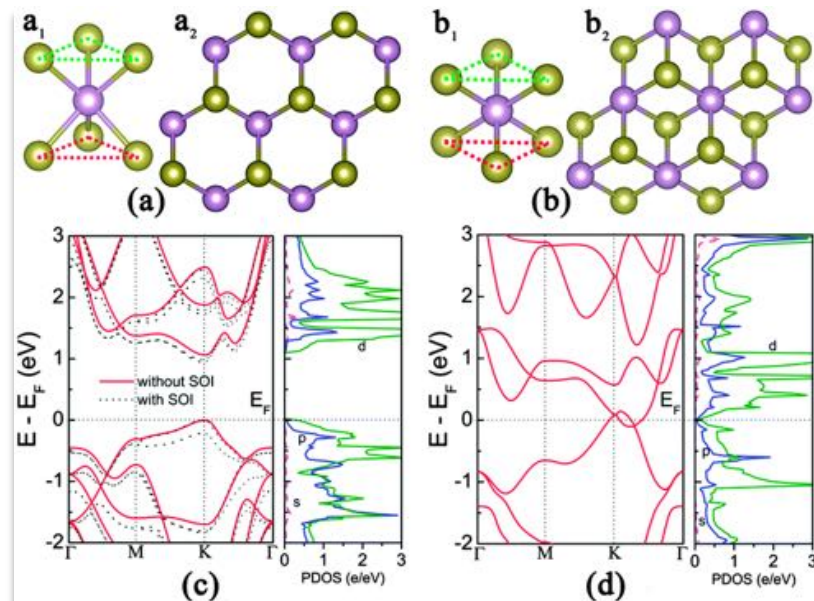 a1
a2
b1
b2
(a)
(b)
3
2
1
0
-1
-2
E - EF (eV)
without SOI
with SOI
EF
Γ
M
K
Γ
d
p
s
0
1
2
3
PDOS (e/eV)
(c)
3
2
1
0
-1
-2
E - EF (eV)
EF
Γ
M
K
Γ
d
p
s
0
1
2
3
PDOS (e/eV)
(d)